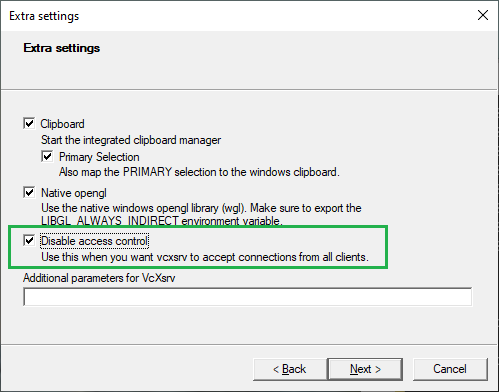 Extra settings
Extra settings
Clipboard
Start the integrated clipboard manager
Primary Selection
Also map the PRIMARY selection to the windows clipboard.
Native opengl
Use the native windows opengl library (wgl). Make sure to export the
LIBGL_ALWAYS_INDIRECT environment variable.
Disable access control
Use this when you want vcxsrv to accept connections from all clients.
Additional parameters for VcXsrv
< Back
Next >
Cancel